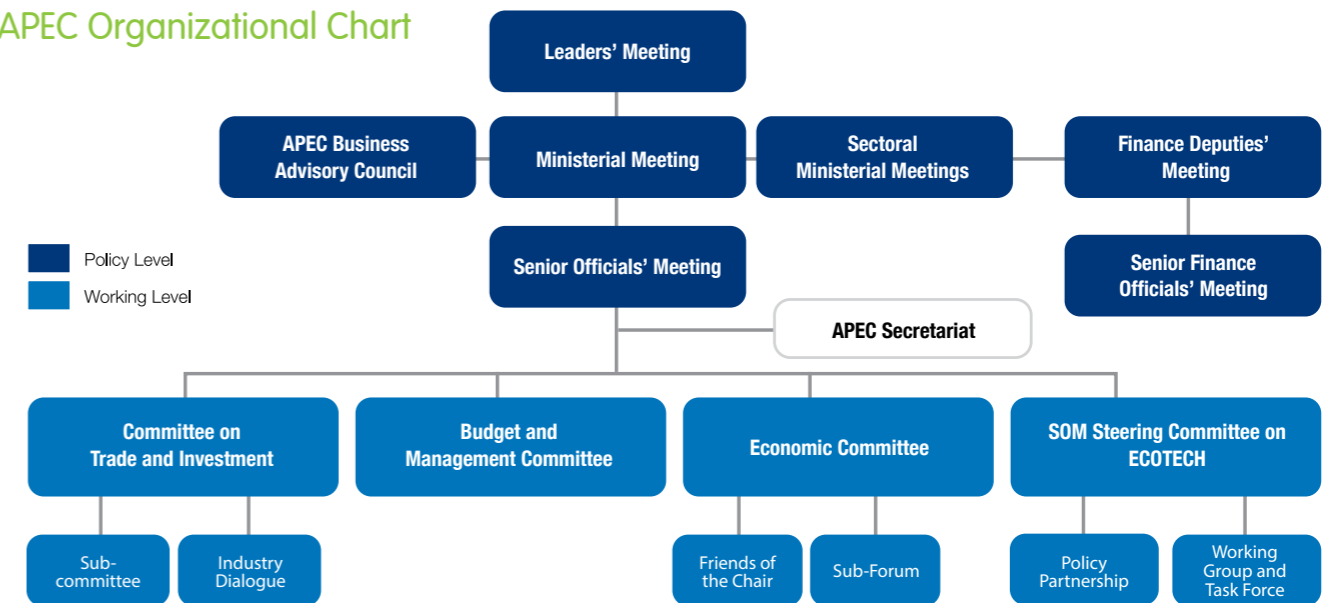 APEC Organizational Chart
Leaders’ Meeting
APEC Business
Advisory Council
Ministerial Meeting
Sectoral
Ministerial Meetings
Finance Deputies’
Meeting
Policy Level
Working Level
Senior Officials’ Meeting
Senior Finance
Officials’ Meeting
APEC Secretariat
Committee on
Trade and Investment
Budget and
Management Committee
Economic Committee
SOM Steering Committee on
ECOTECH
Sub-
committee
Industry
Dialogue
Friends of
the Chair
Sub-Forum
Policy
Partnership
Working
Group and
Task Force